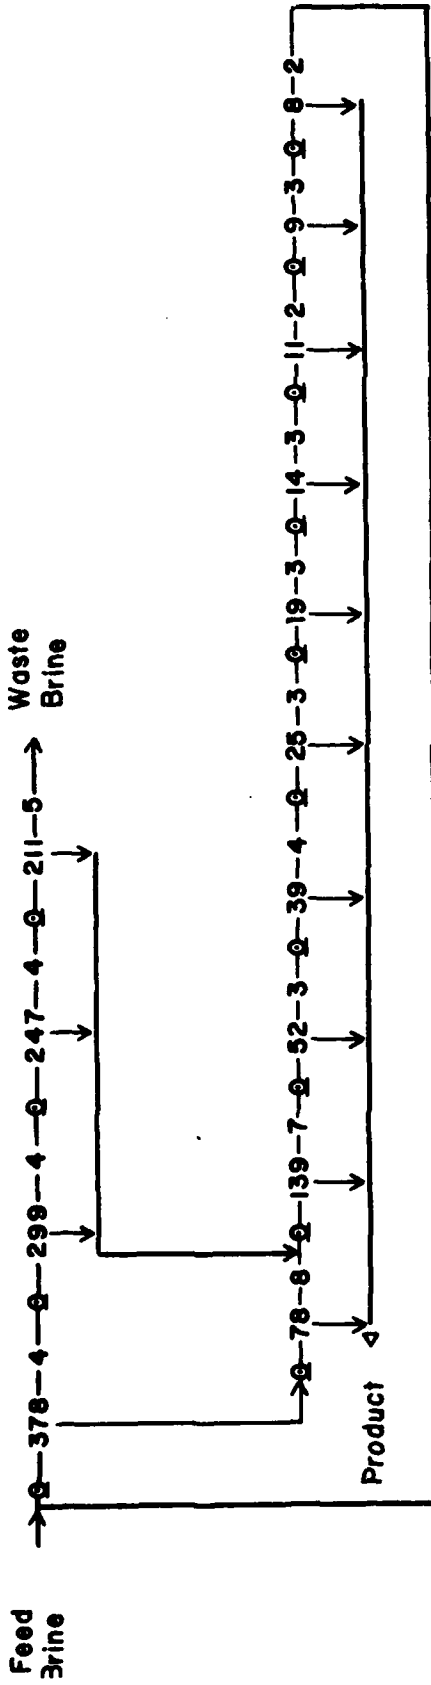 Feed
Brine
378-4 299-4 247-4 211-5
Waste
Brine
78-8 139-7 52-3 39-4 25-3 19-3 14-3 11-2 9-3 8-2
Product